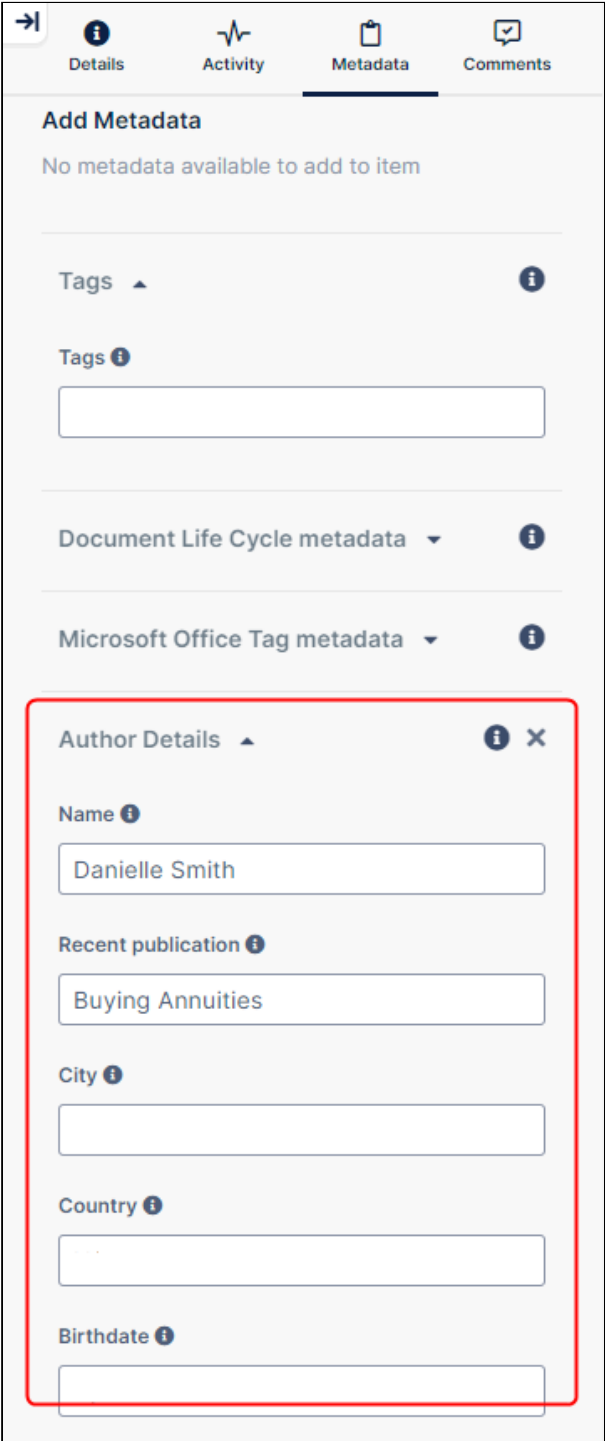 Details Activity Metadata Comments
Add Metadata
No metadata available to add to item
Tags
Tags
Document Life Cycle metadata
Microsoft Office Tag metadata
Author Details
Name
Danielle Smith
Recent publication
Buying Annuities
City
Country
Birthdate